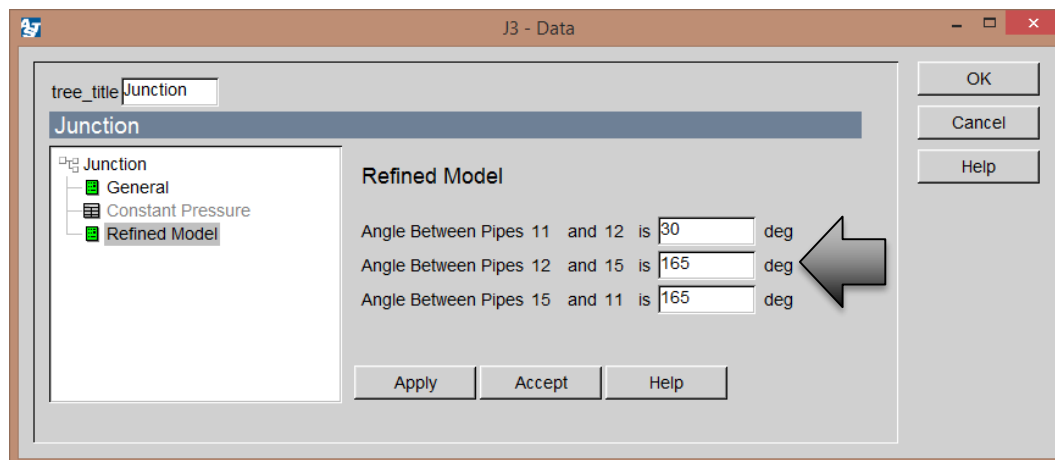 J3 - Data
tree_title Junction
OK
Junction
Cancel
Junction
General
Constant Pressure
Refined Model
Help
Refined Model
Angle Between Pipes 11 and 12 is 30 deg
Angle Between Pipes 12 and 15 is 165 deg
Angle Between Pipes 15 and 11 is 165 deg
Apply
Accept
Help